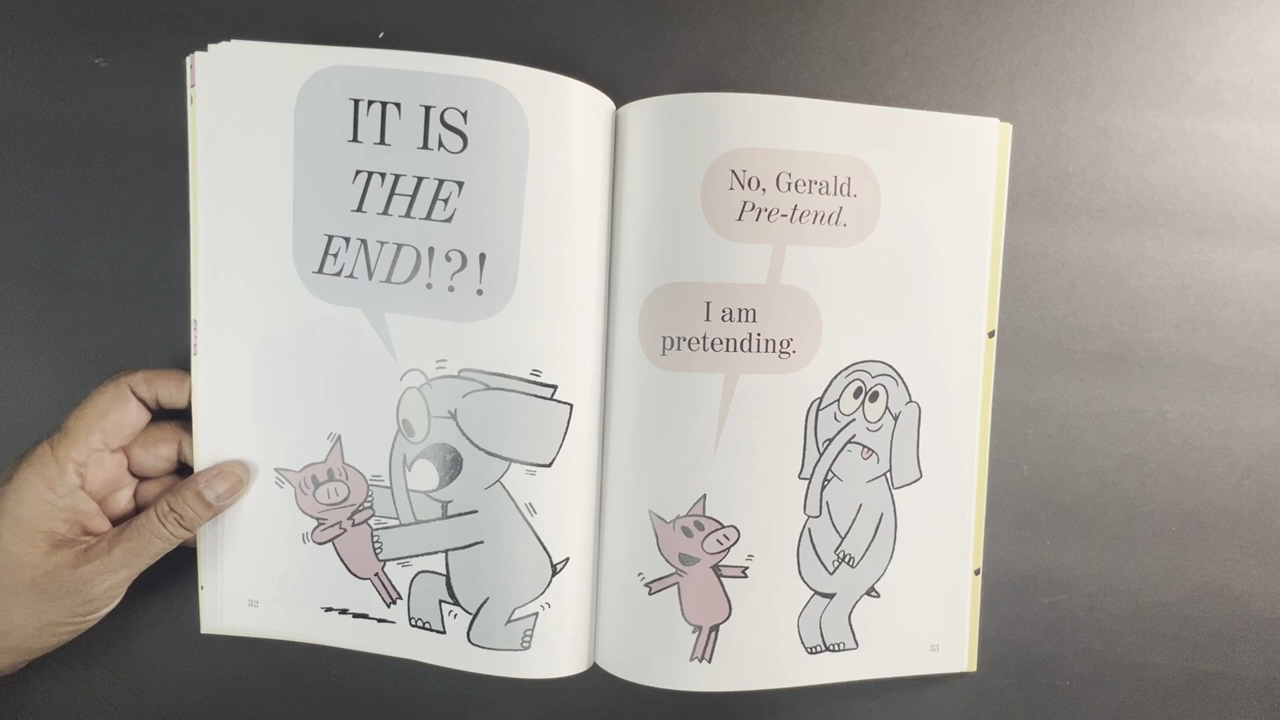 IT IS
THE
END!?!
32
No, Gerald.
Pre-tend.
I am
pretending.
33